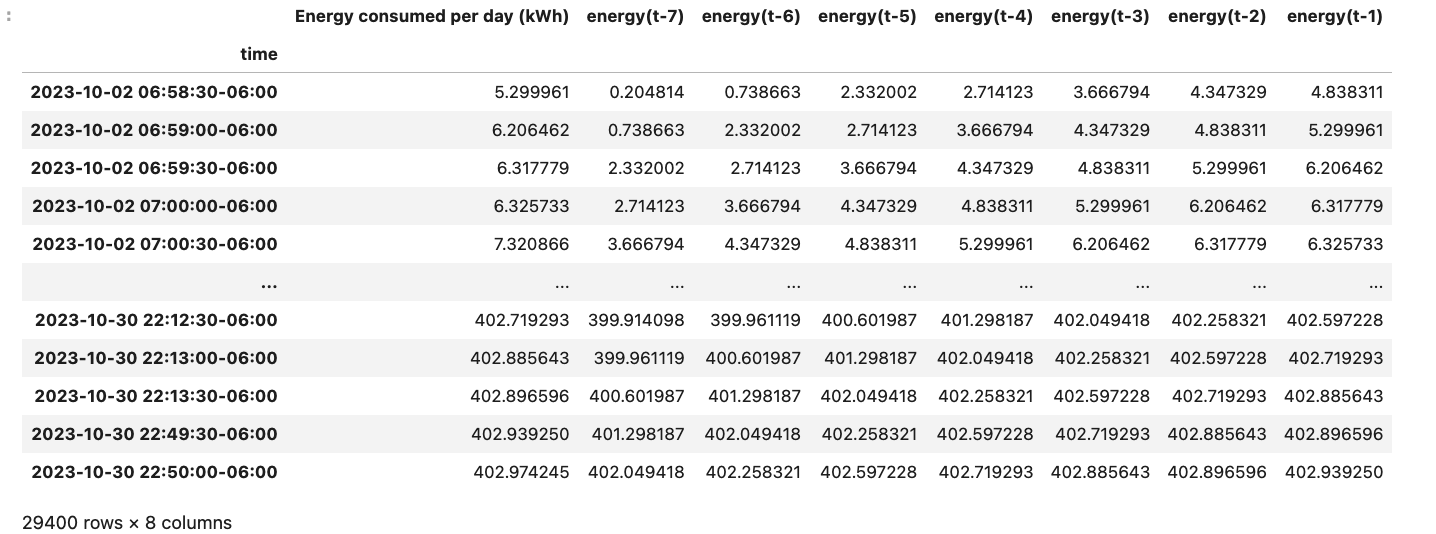 :
Energy consumed per day (kWh) energy(t-7) energy(t-6) energy(t-5) energy(t-4) energy(t-3) energy(t-2) energy(t-1)
time
2023-10-02 06:58:30-06:00 5.299961 0.204814 0.738663 2.332002 2.714123 3.666794 4.347329 4.838311
2023-10-02 06:59:00-06:00 6.206462 0.738663 2.332002 2.714123 3.666794 4.347329 4.838311 5.299961
2023-10-02 06:59:30-06:00 6.317779 2.332002 2.714123 3.666794 4.347329 4.838311 5.299961 6.206462
2023-10-02 07:00:00-06:00 6.325733 2.714123 3.666794 4.347329 4.838311 5.299961 6.206462 6.317779
2023-10-02 07:00:30-06:00 7.320866 3.666794 4.347329 4.838311 5.299961 6.206462 6.317779 6.325733
... ... ... ... ... ... ... ... ...
2023-10-30 22:12:30-06:00 402.719293 399.914098 399.961119 400.601987 401.298187 402.049418 402.258321 402.597228
2023-10-30 22:13:00-06:00 402.885643 399.961119 400.601987 401.298187 402.049418 402.258321 402.597228 402.719293
2023-10-30 22:13:30-06:00 402.896596 400.601987 401.298187 402.049418 402.258321 402.597228 402.719293 402.885643
2023-10-30 22:49:30-06:00 402.939250 401.298187 402.049418 402.258321 402.597228 402.719293 402.885643 402.896596
2023-10-30 22:50:00-06:00 402.974245 402.049418 402.258321 402.597228 402.719293 402.885643 402.896596 402.939250
29400 rows × 8 columns